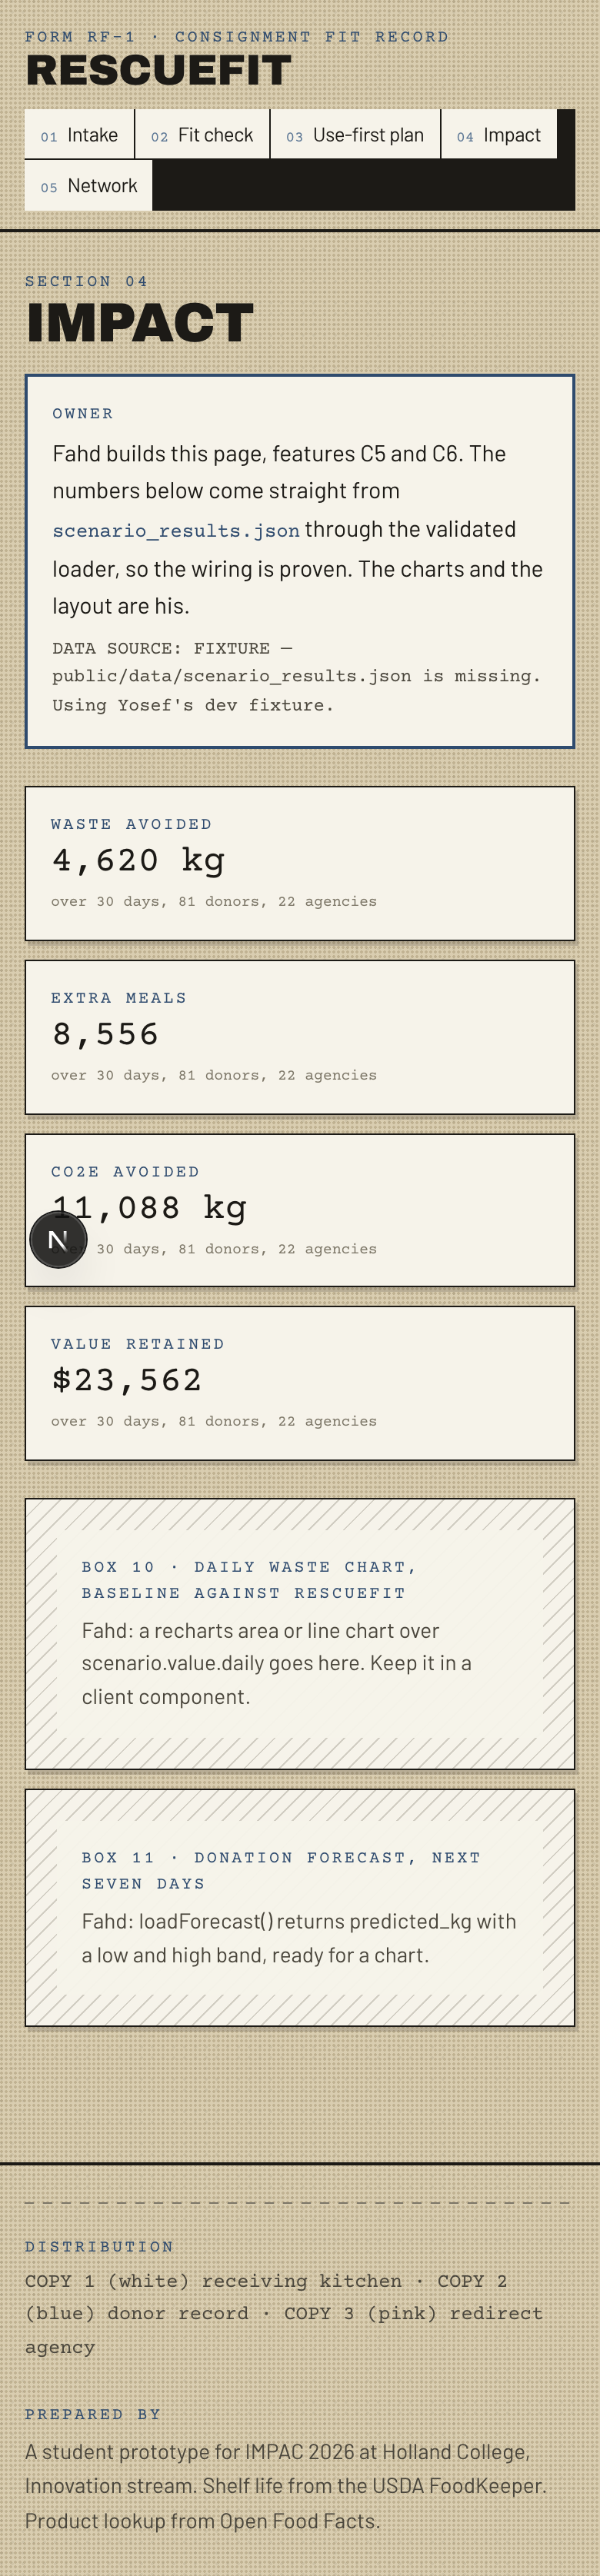 FORM RF-1 · CONSIGNMENT FIT RECORD
RESCUEFIT
01 Intake
02 Fit check
03 Use-first plan
04 Impact
05 Network
SECTION 04
IMPACT
OWNER
Fahd builds this page, features C5 and C6. The
numbers below come straight from
scenario_results.json through the validated
loader, so the wiring is proven. The charts and the
layout are his.
DATA SOURCE: FIXTURE —
public/data/scenario_results.json is missing.
Using Yosef's dev fixture.
WASTE AVOIDED
4,620 kg
over 30 days, 81 donors, 22 agencies
EXTRA MEALS
8,556
over 30 days, 81 donors, 22 agencies
CO2E AVOIDED
11,088 kg
N
30 days, 81 donors, 22 agencies
VALUE RETAINED
$23,562
over 30 days, 81 donors, 22 agencies
BOX 10 · DAILY WASTE CHART,
BASELINE AGAINST RESCUEFIT
Fahd: a recharts area or line chart over
scenario.value.daily goes here. Keep it in a
client component.
BOX 11 · DONATION FORECAST, NEXT
SEVEN DAYS
Fahd: loadForecast() returns predicted_kg with
a low and high band, ready for a chart.
DISTRIBUTION
COPY 1 (white) receiving kitchen · COPY 2
(blue) donor record · COPY 3 (pink) redirect
agency
PREPARED BY
A student prototype for IMPAC 2026 at Holland College,
Innovation stream. Shelf life from the USDA FoodKeeper.
Product lookup from Open Food Facts.